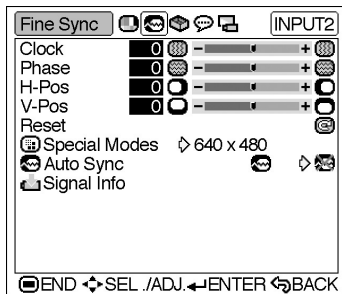 Fine Sync INPUT2
Clock 0 - +
Phase 0 - +
H-Pos 0 - +
V-Pos 0 - +
Reset
Special Modes 640 x 480
Auto Sync
Signal Info
END SEL./ADJ. ENTER BACK